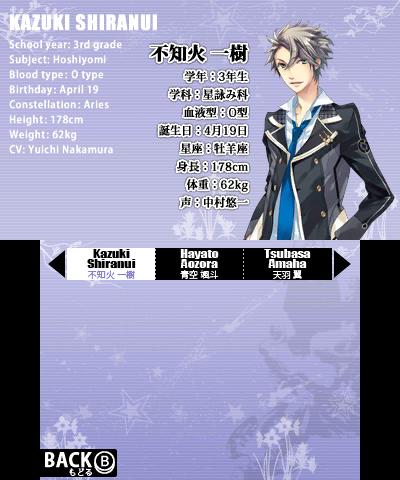 KAZUKI SHIRANUI
School year: 3rd grade
Subject: Hoshiyomi
Blood type: O type
Birthday: April 19
Constellation: Aries
Height: 178cm
Weight: 62kg
CV: Yuichi Nakamura
不知火 一樹
学年：3年生
学科：星詠み科
血液型：O型
誕生日：4月19日
星座：牡羊座
身長：178cm
体重：62kg
声：中村悠一
Kazuki
Shiranui
不知火 一樹
Hayato
Aozora
青空 颯斗
Tsubasa
Amaha
天羽 翼
BACK B
もどる